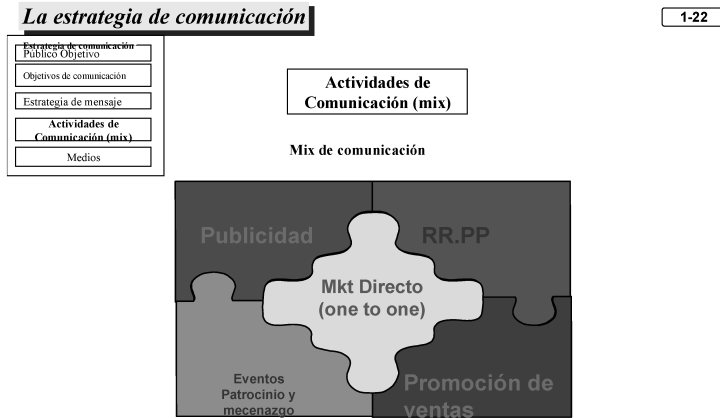 La estrategia de comunicación
1-22
Estrategia de comunicación
Público Objetivo
Objetivos de comunicación
Estrategia de mensaje
Actividades de
Comunicación (mix)
Medios
Actividades de
Comunicación (mix)
Mix de comunicación
Publicidad
RR.PP
Mkt Directo
(one to one)
Eventos
Patrocinio y
mecenazgo
Promoción de
ventas